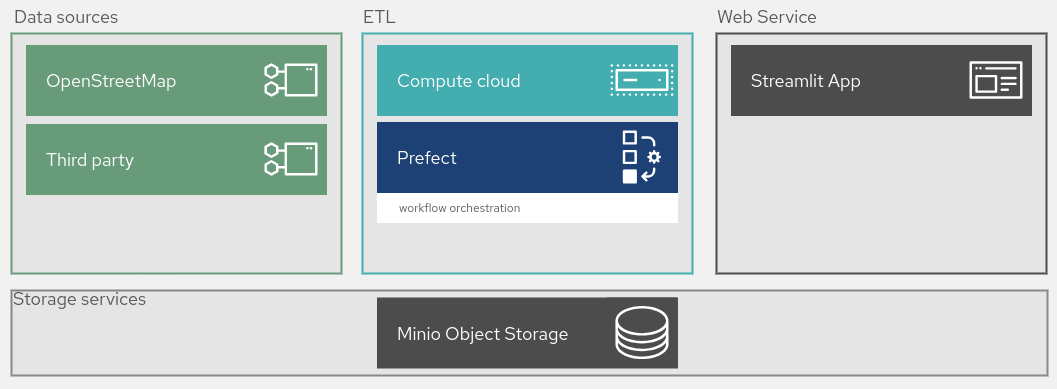 Data sources
OpenStreetMap
Third party
ETL
Compute cloud
Prefect
workflow orchestration
Web Service
Streamlit App
Storage services
Minio Object Storage